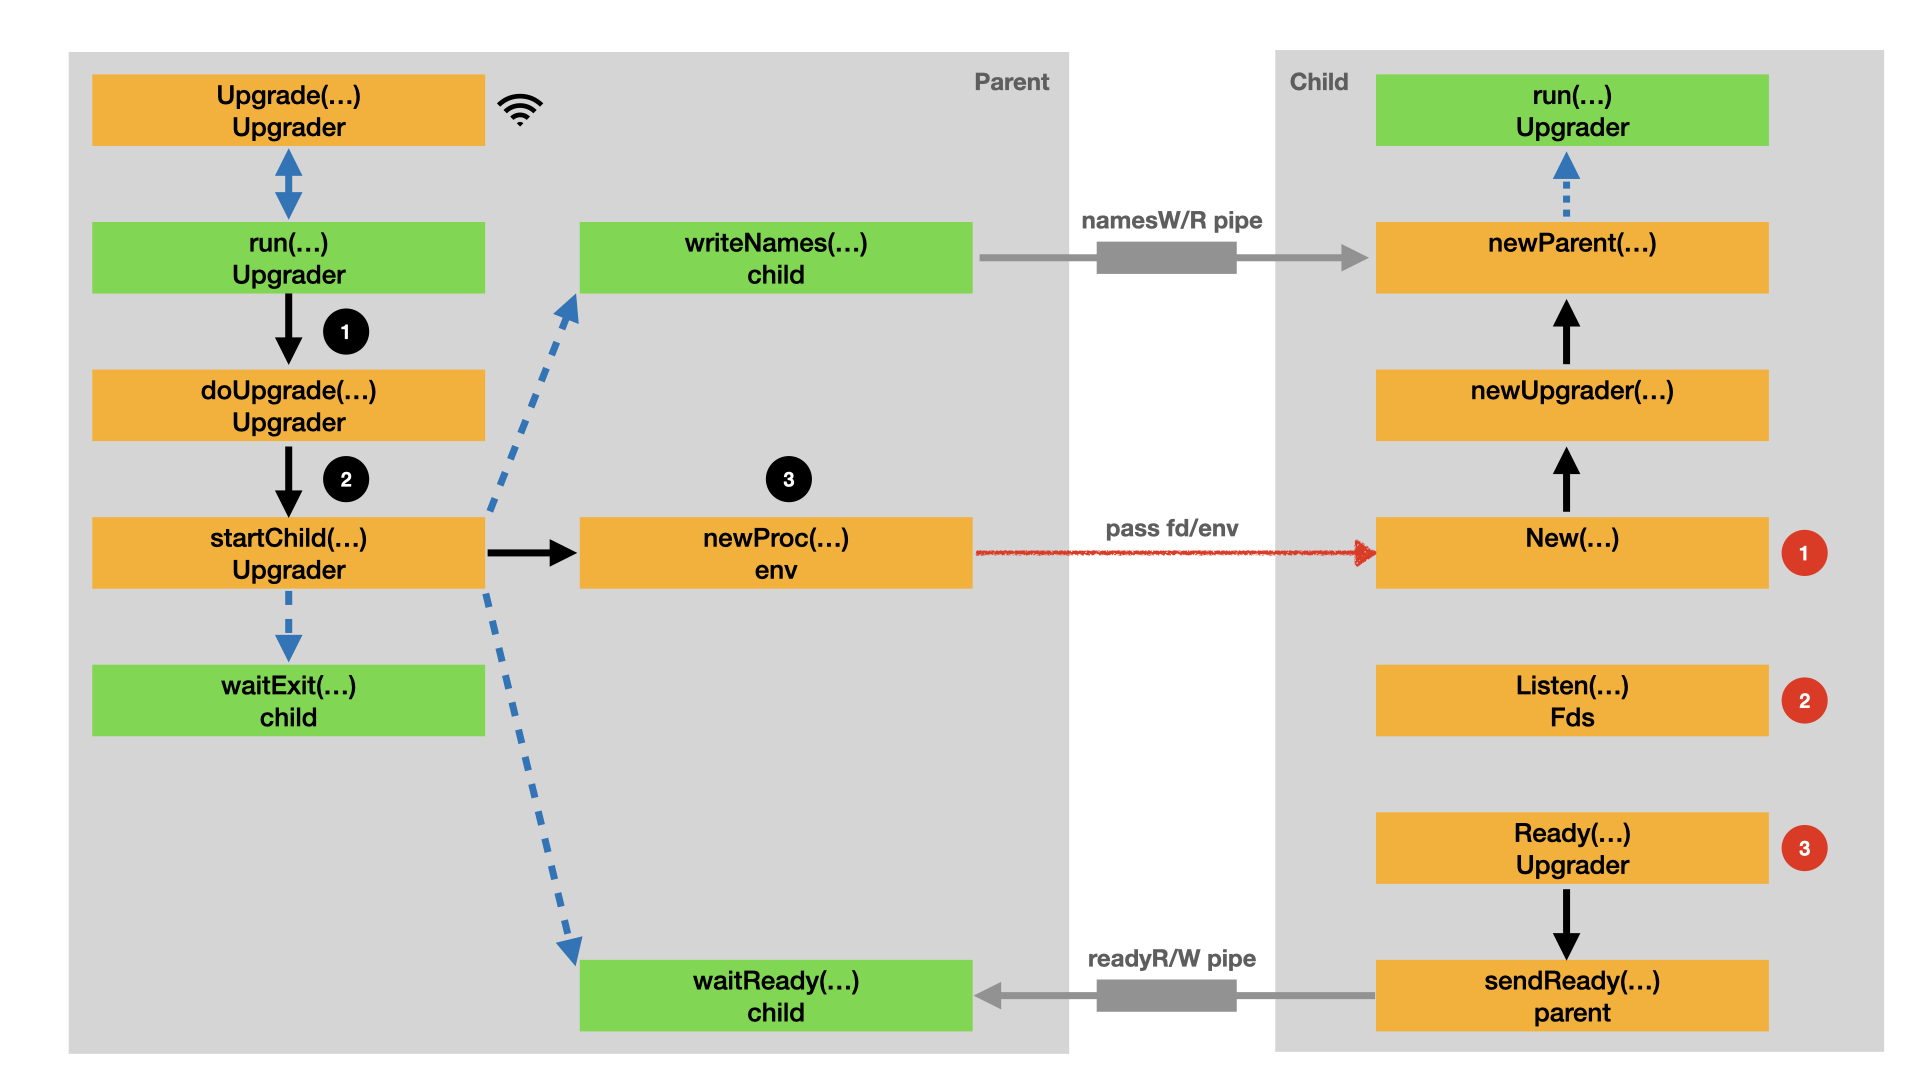 Parent
Upgrade(...)
Upgrader
run(...)
Upgrader
1
doUpgrade(...)
Upgrader
2
startChild(...)
Upgrader
waitExit(...)
child
writeNames(...)
child
3
newProc(...)
env
waitReady(...)
child
namesW/R pipe
pass fd/env
readyR/W pipe
Child
run(...)
Upgrader
newParent(...)
newUpgrader(...)
New(...)
1
Listen(...)
Fds
2
Ready(...)
Upgrader
3
sendReady(...)
parent